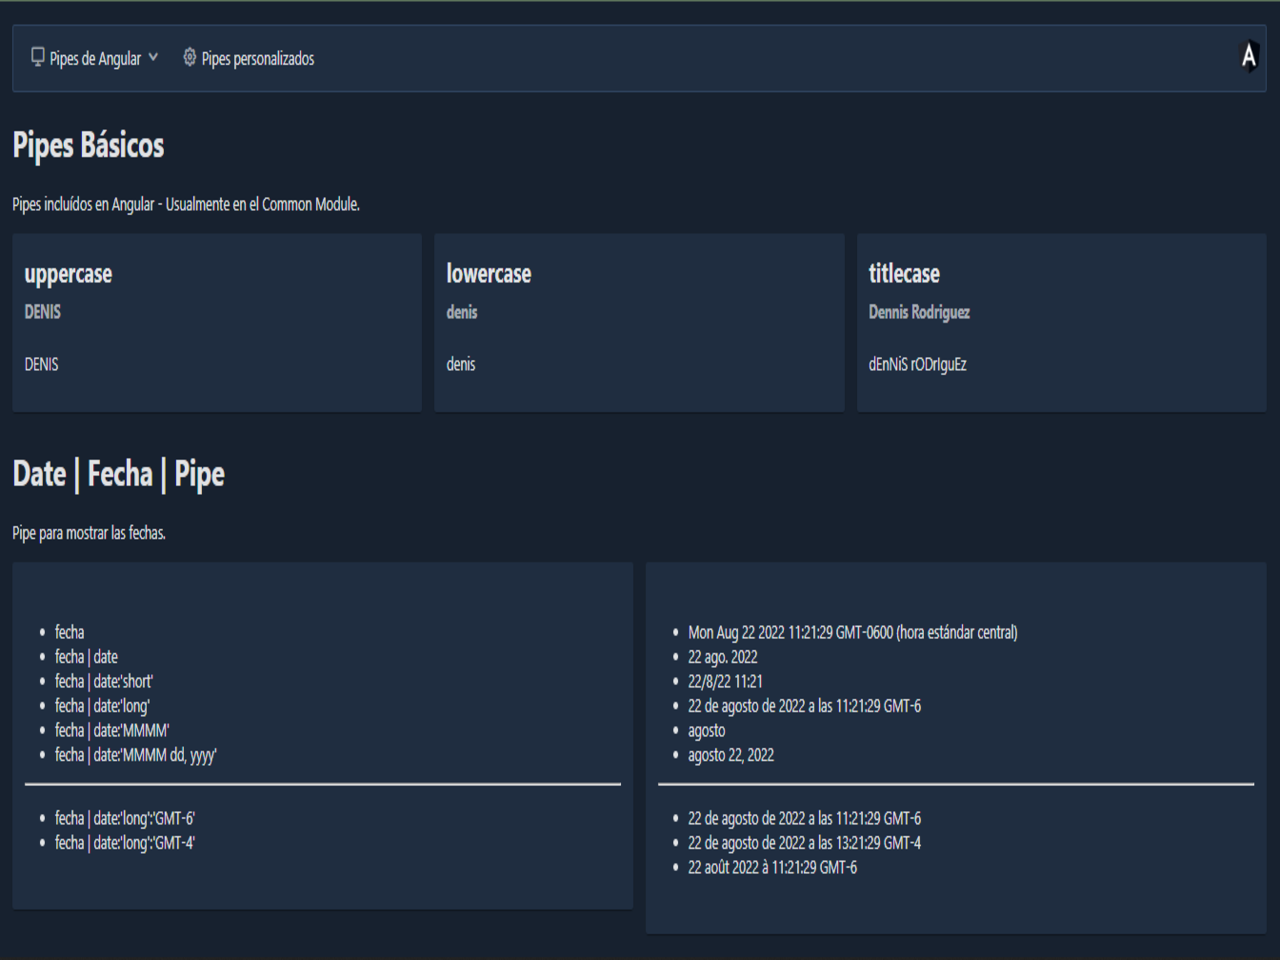 Pipes de Angular Pipes personalizados
Pipes Básicos
Pipes incluídos en Angular - Usualmente en el Common Module.
uppercase
DENIS
DENIS
lowercase
denis
denis
titlecase
Dennis Rodriguez
dEnNiS rODrIguEz
Date | Fecha | Pipe
Pipe para mostrar las fechas.
fecha
fecha | date
fecha | date:'short'
fecha | date:'long'
fecha | date:'MMMM'
fecha | date:'MMMM dd, yyyy'
fecha | date:'long':'GMT-6'
fecha | date:'long':'GMT-4'
Mon Aug 22 2022 11:21:29 GMT-0600 (hora estándar central)
22 ago. 2022
22/8/22 11:21
22 de agosto de 2022 a las 11:21:29 GMT-6
agosto
agosto 22, 2022
22 de agosto de 2022 a las 11:21:29 GMT-6
22 de agosto de 2022 a las 13:21:29 GMT-4
22 août 2022 à 11:21:29 GMT-6